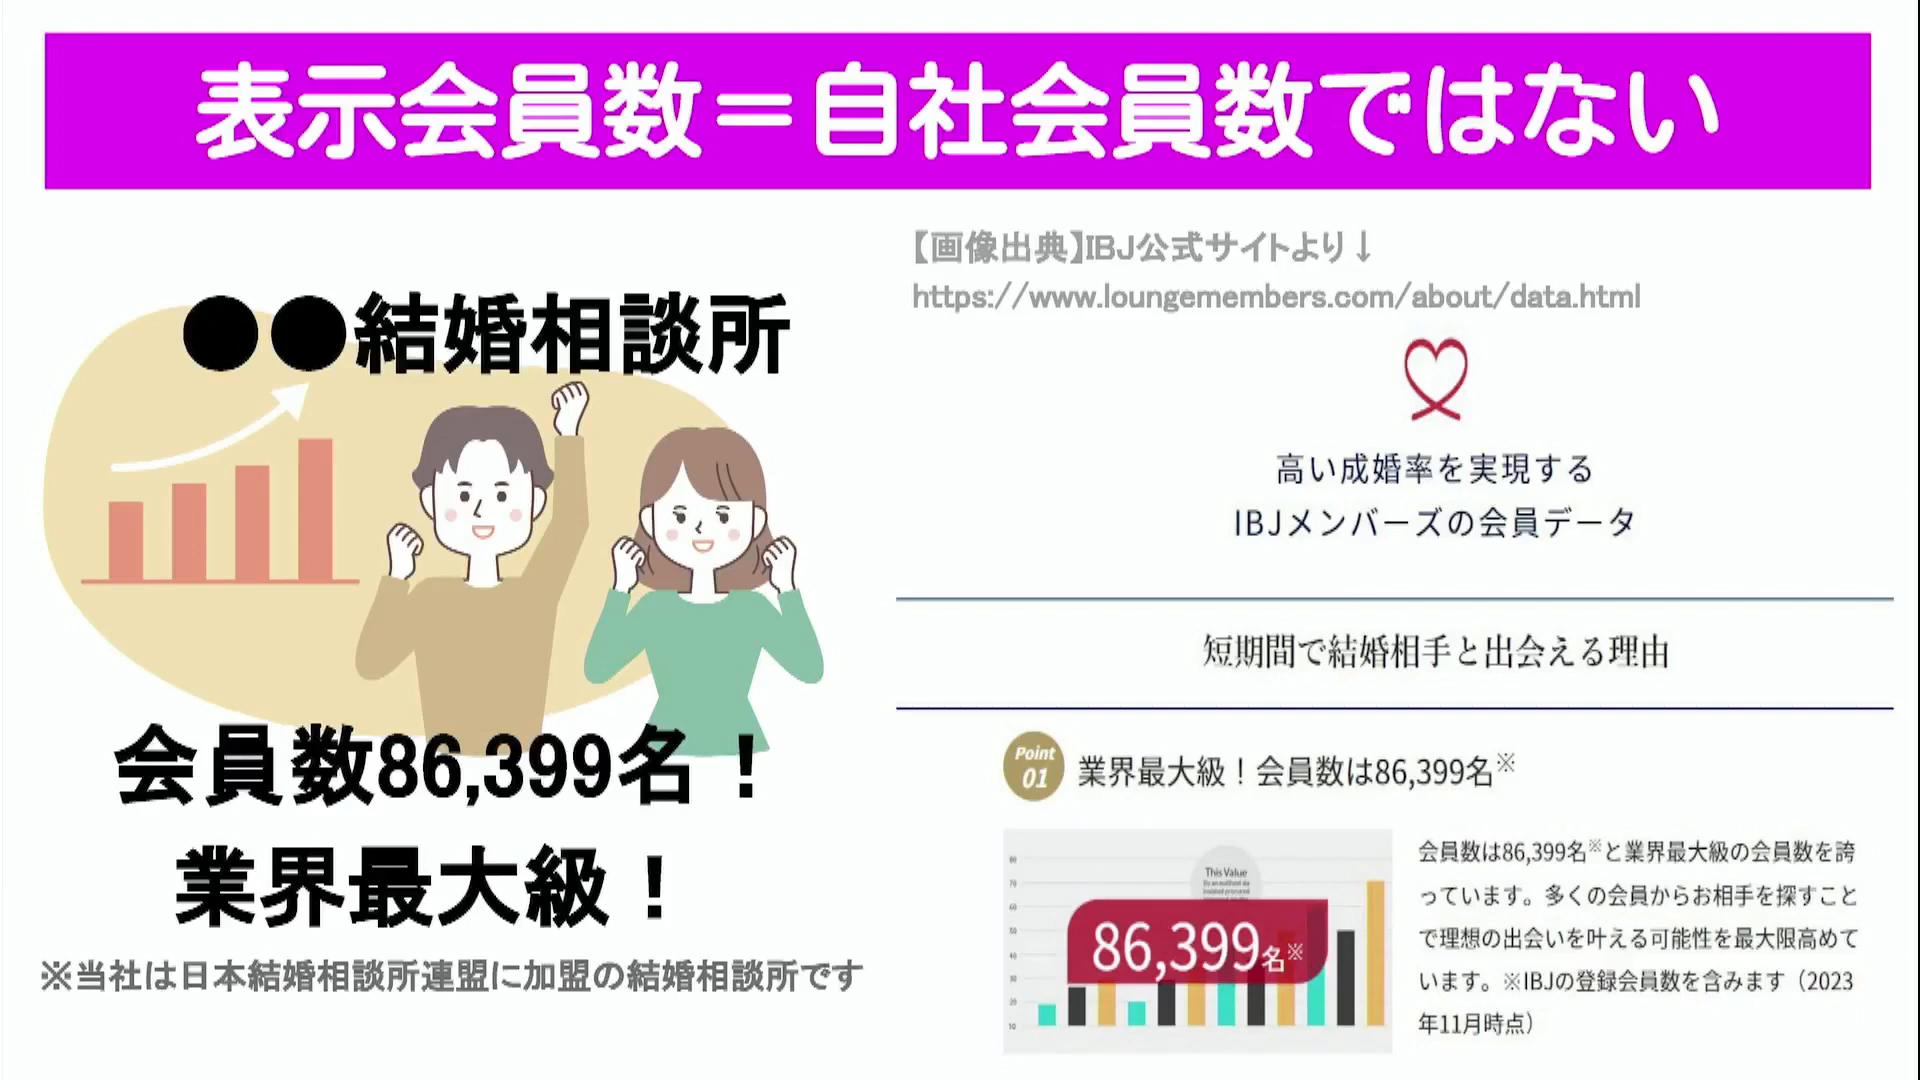 表示会員数＝自社会員数ではない
●●結婚相談所
会員数86,399名！
業界最大級！
※当社は日本結婚相談所連盟に加盟の結婚相談所です
【画像出典】IBJ公式サイトより↓
https://www.loungemembers.com/about/data.html
高い成婚率を実現する
IBJメンバーズの会員データ
短期間で結婚相手と出会える理由
Point
01
業界最大級！会員数は86,399名※
This Value
86,399名※
80
70
60
50
40
30
20
10
会員数は86,399名※と業界最大級の会員数を誇
っています。多くの会員からお相手を探すこと
で理想の出会いを叶える可能性を最大限高めて
います。※IBJの登録会員数を含みます（2023
年11月時点）